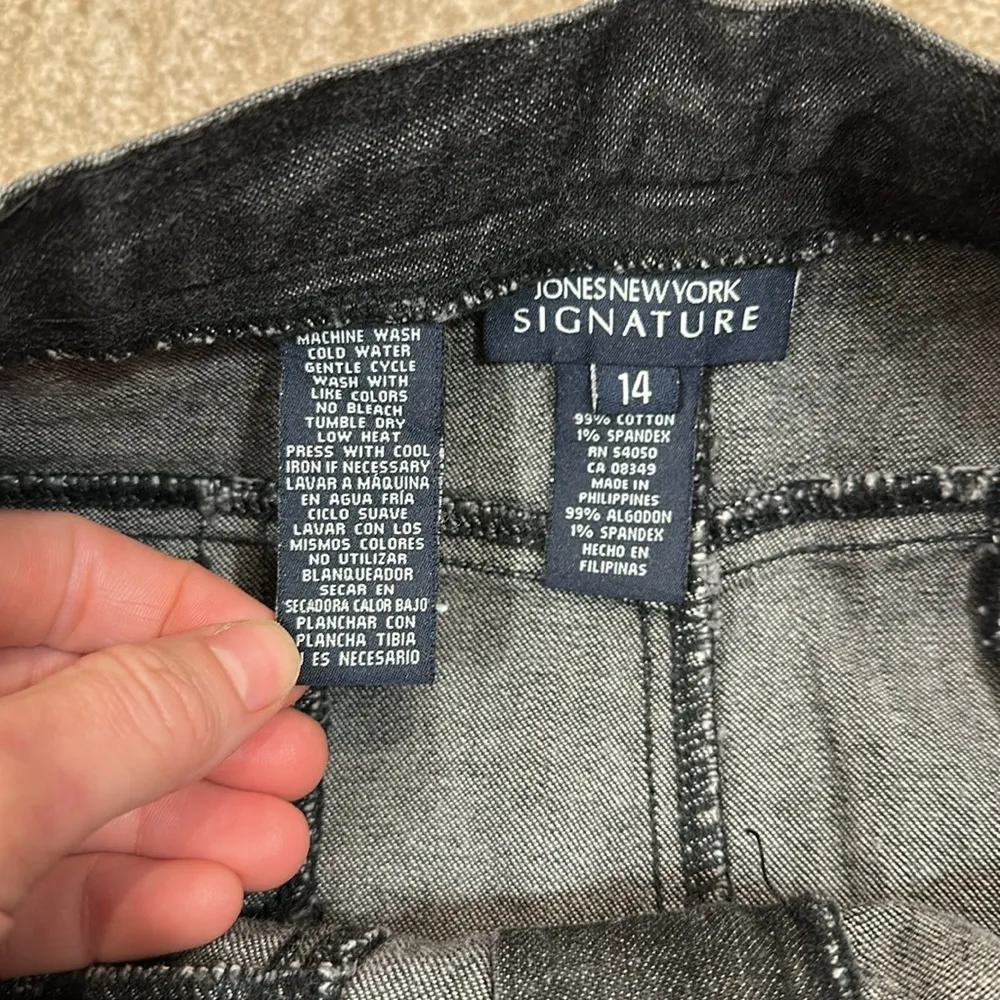 MACHINE WASH
COLD WATER
GENTLE CYCLE
WASH WITH
LIKE COLORS
NO BLEACH
TUMBLE DRY
LOW HEAT
PRESS WITH COOL
IRON IF NECESSARY
LAVAR A MÁQUINA
EN AGUA FRÍA
CICLO SUAVE
LAVAR CON LOS
MISMOS COLORES
NO UTILIZAR
BLANQUEADOR
SECAR EN
SECADORA CALOR BAJO
PLANCHAR CON
PLANCHA TIBIA
ES NECESARIO
JONES NEW YORK
SIGNATURE
14
99% COTTON
1% SPANDEX
RN 54050
CA 08349
MADE IN
PHILIPPINES
99% ALGODON
1% SPANDEX
HECHO EN
FILIPINAS